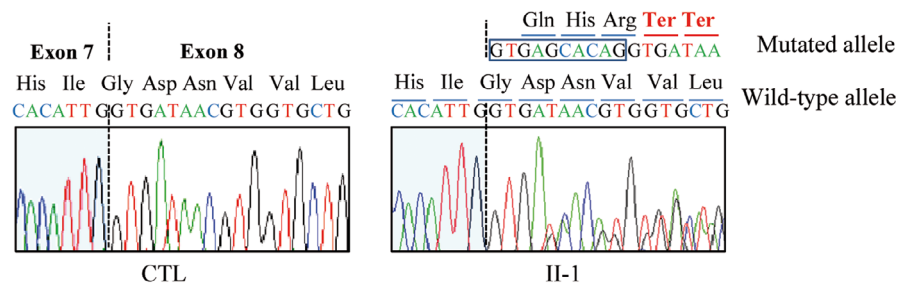 Gln His Arg Ter Ter
Exon 7 Exon 8 GTGAGCACAGGTGATAA Mutated allele
His Ile Gly Asp Asn Val Val Leu His Ile Gly Asp Asn Val Val Leu
CACATTGGTGATAACGTGGTGCTG CACATTGGTGATAACGTGGTGCTG Wild-type allele
CTL II-1